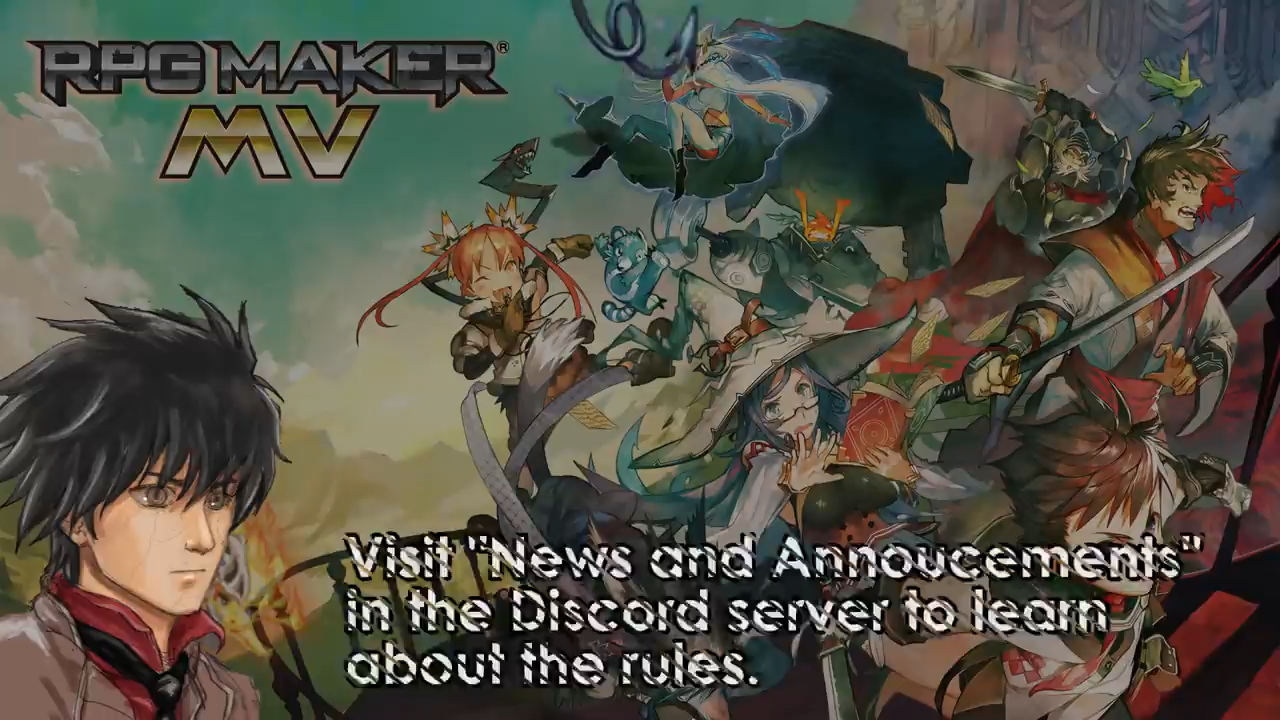 RPG MAKER®
MV
Visit "News and Annoucements"
in the Discord server to learn
about the rules.